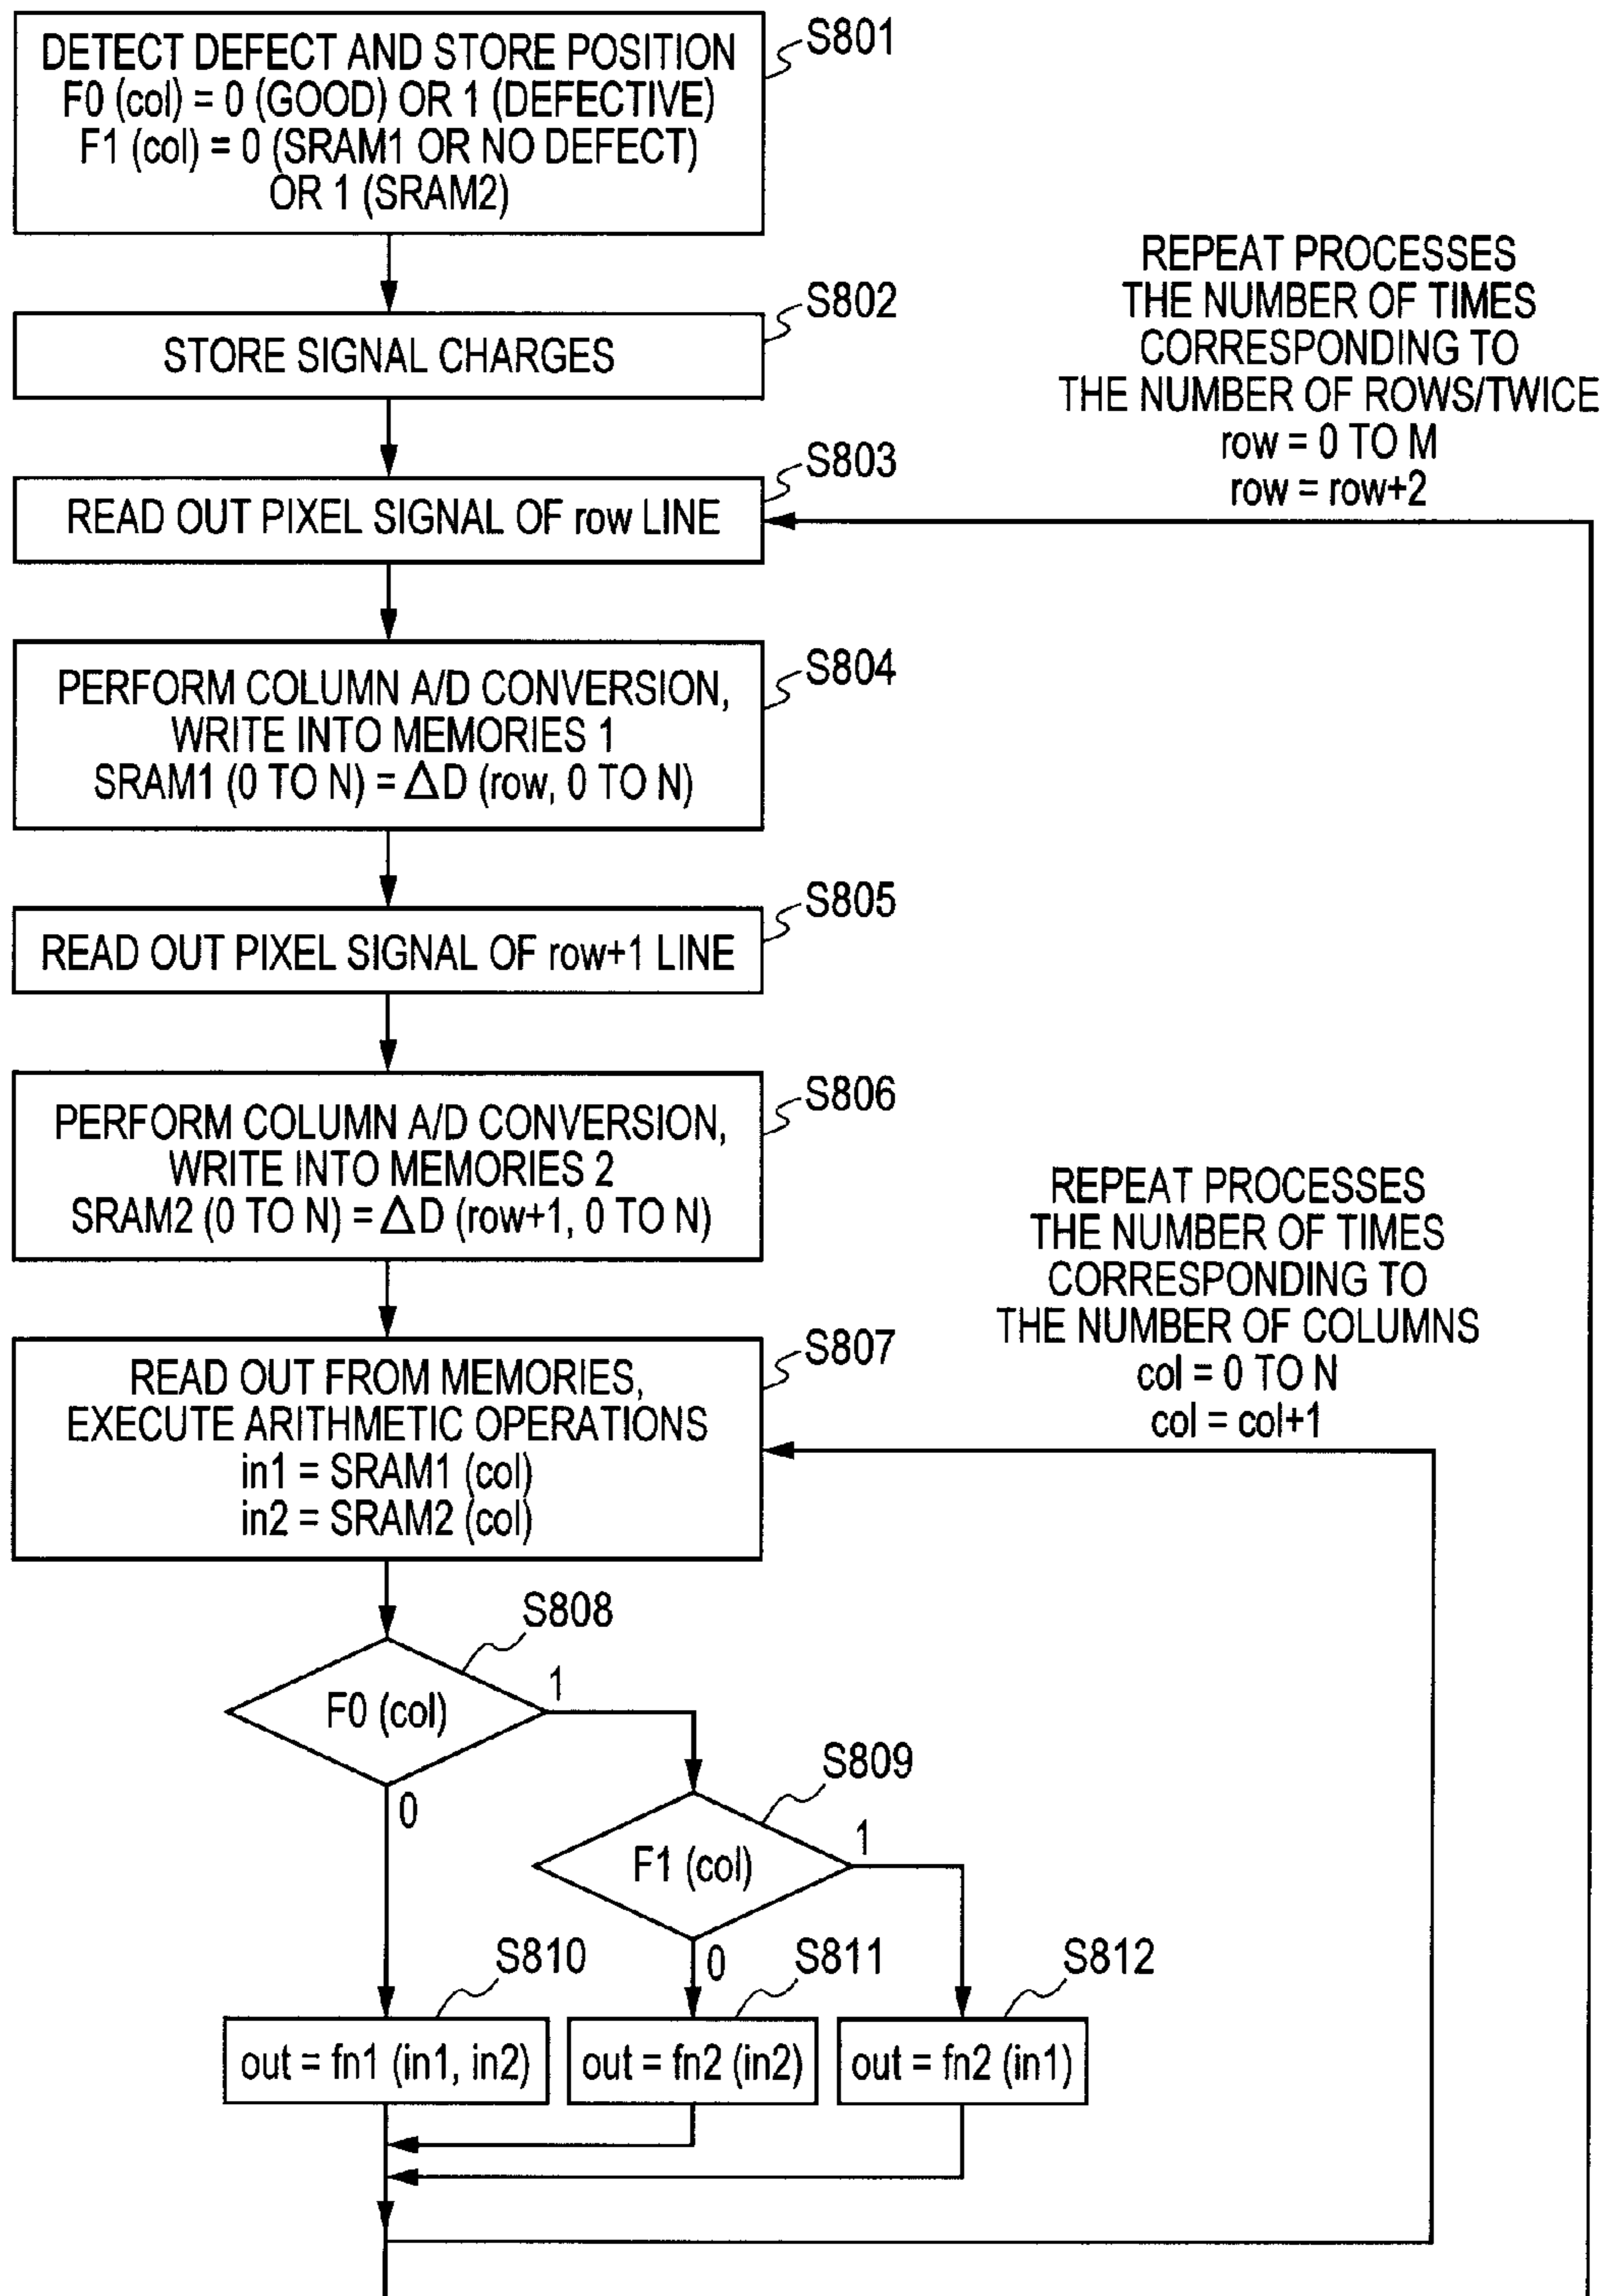 DETECT DEFECT AND STORE POSITION
F0 (col) = 0 (GOOD) OR 1 (DEFECTIVE)
F1 (col) = 0 (SRAM1 OR NO DEFECT)
OR 1 (SRAM2)
S801
STORE SIGNAL CHARGES
S802
REPEAT PROCESSES
THE NUMBER OF TIMES
CORRESPONDING TO
THE NUMBER OF ROWS/TWICE
row = 0 TO M
row = row+2
READ OUT PIXEL SIGNAL OF row LINE
S803
PERFORM COLUMN A/D CONVERSION,
WRITE INTO MEMORIES 1
SRAM1 (0 TO N) = ΔD (row, 0 TO N)
S804
READ OUT PIXEL SIGNAL OF row+1 LINE
S805
PERFORM COLUMN A/D CONVERSION,
WRITE INTO MEMORIES 2
SRAM2 (0 TO N) = ΔD (row+1, 0 TO N)
S806
REPEAT PROCESSES
THE NUMBER OF TIMES
CORRESPONDING TO
THE NUMBER OF COLUMNS
col = 0 TO N
col = col+1
READ OUT FROM MEMORIES,
EXECUTE ARITHMETIC OPERATIONS
in1 = SRAM1 (col)
in2 = SRAM2 (col)
S807
S808
F0 (col)
1
0
S809
F1 (col)
1
0
S810
out = fn1 (in1, in2)
S811
out = fn2 (in2)
S812
out = fn2 (in1)